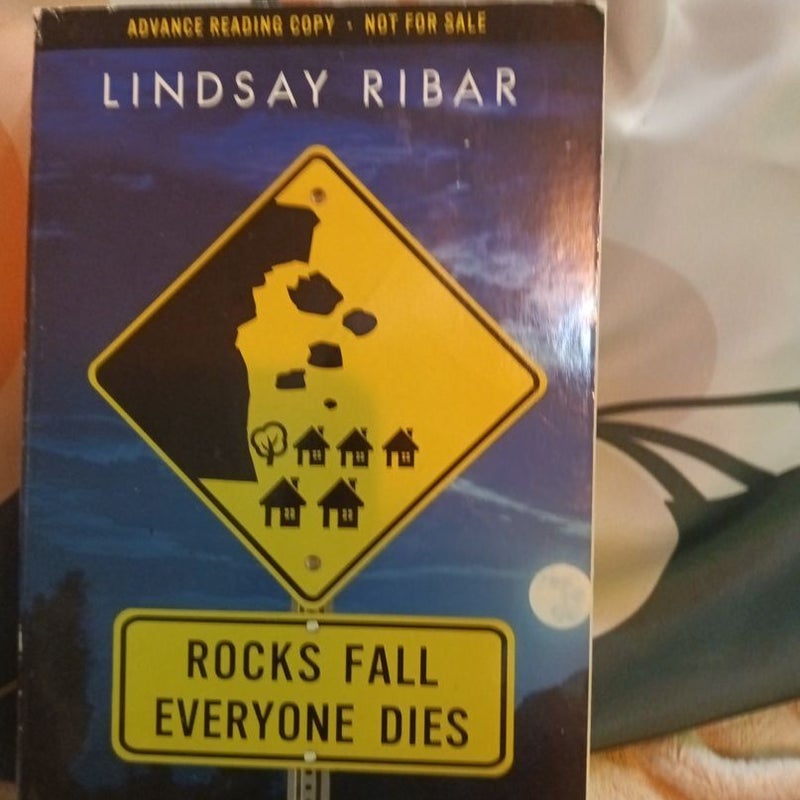 ADVANCE READING COPY · NOT FOR SALE
LINDSAY RIBAR
ROCKS FALL
EVERYONE DIES